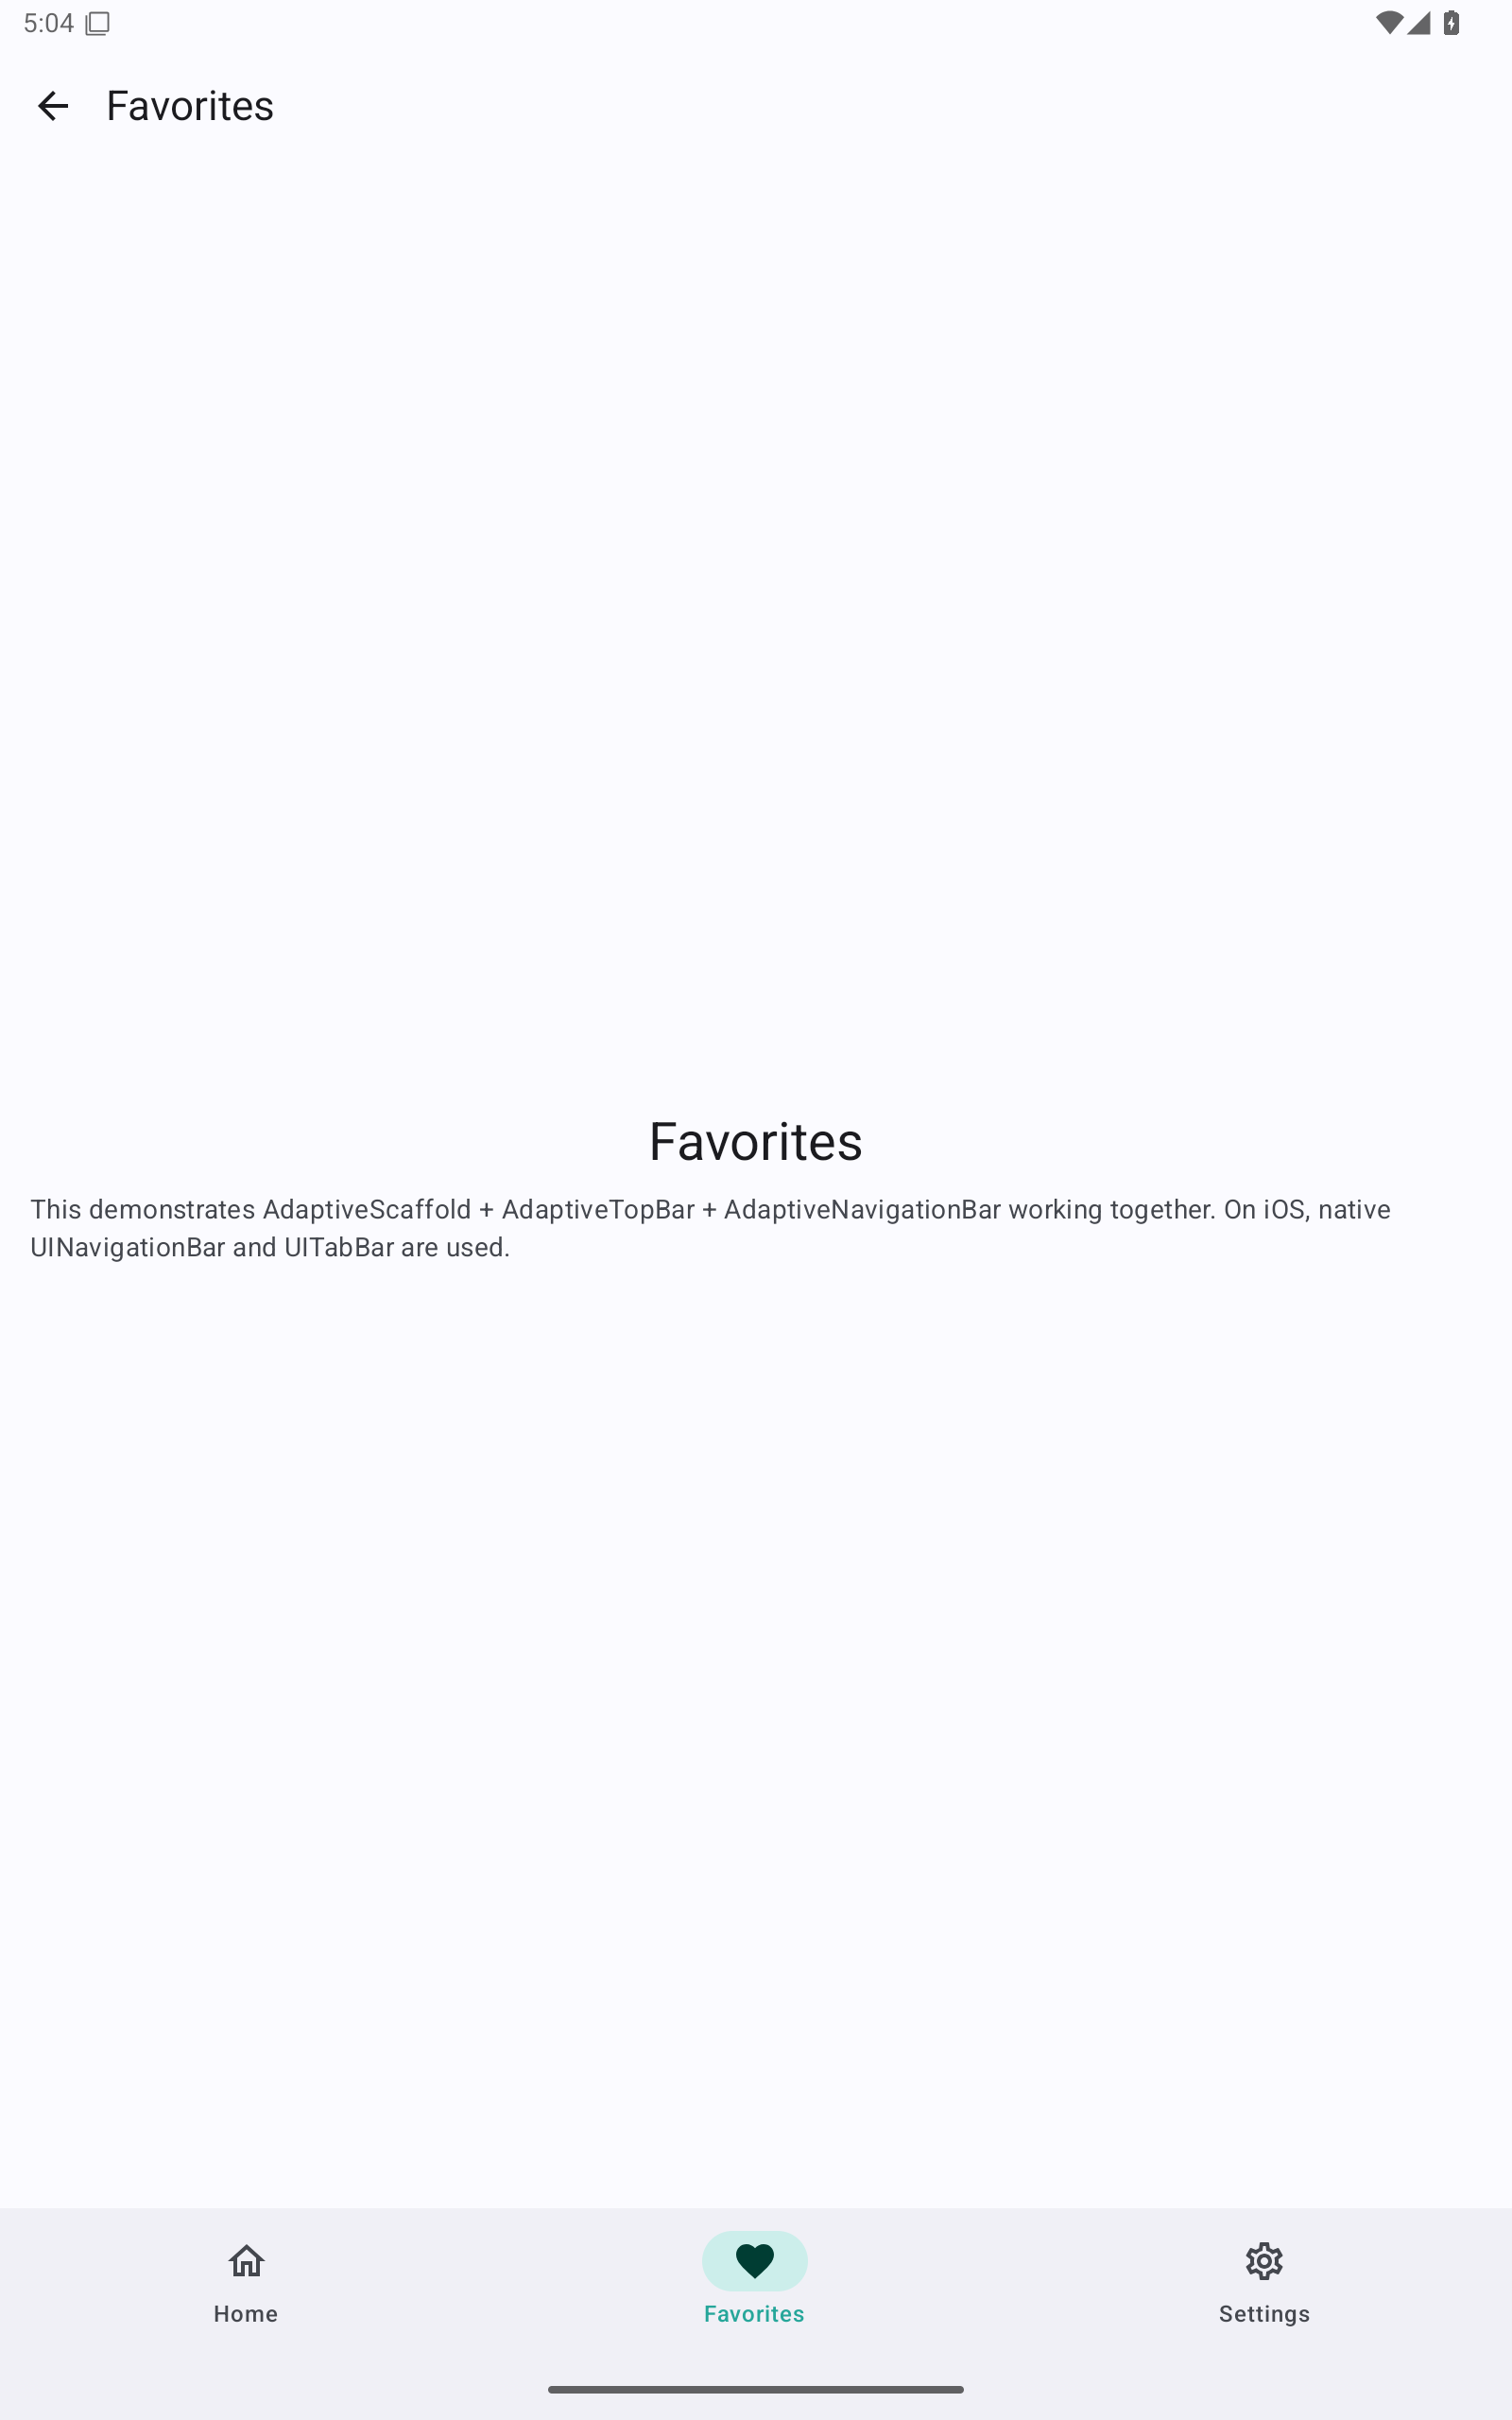 5:04
Favorites
Favorites
This demonstrates AdaptiveScaffold + AdaptiveTopBar + AdaptiveNavigationBar working together. On iOS, native
UINavigationBar and UITabBar are used.
Home
Favorites
Settings